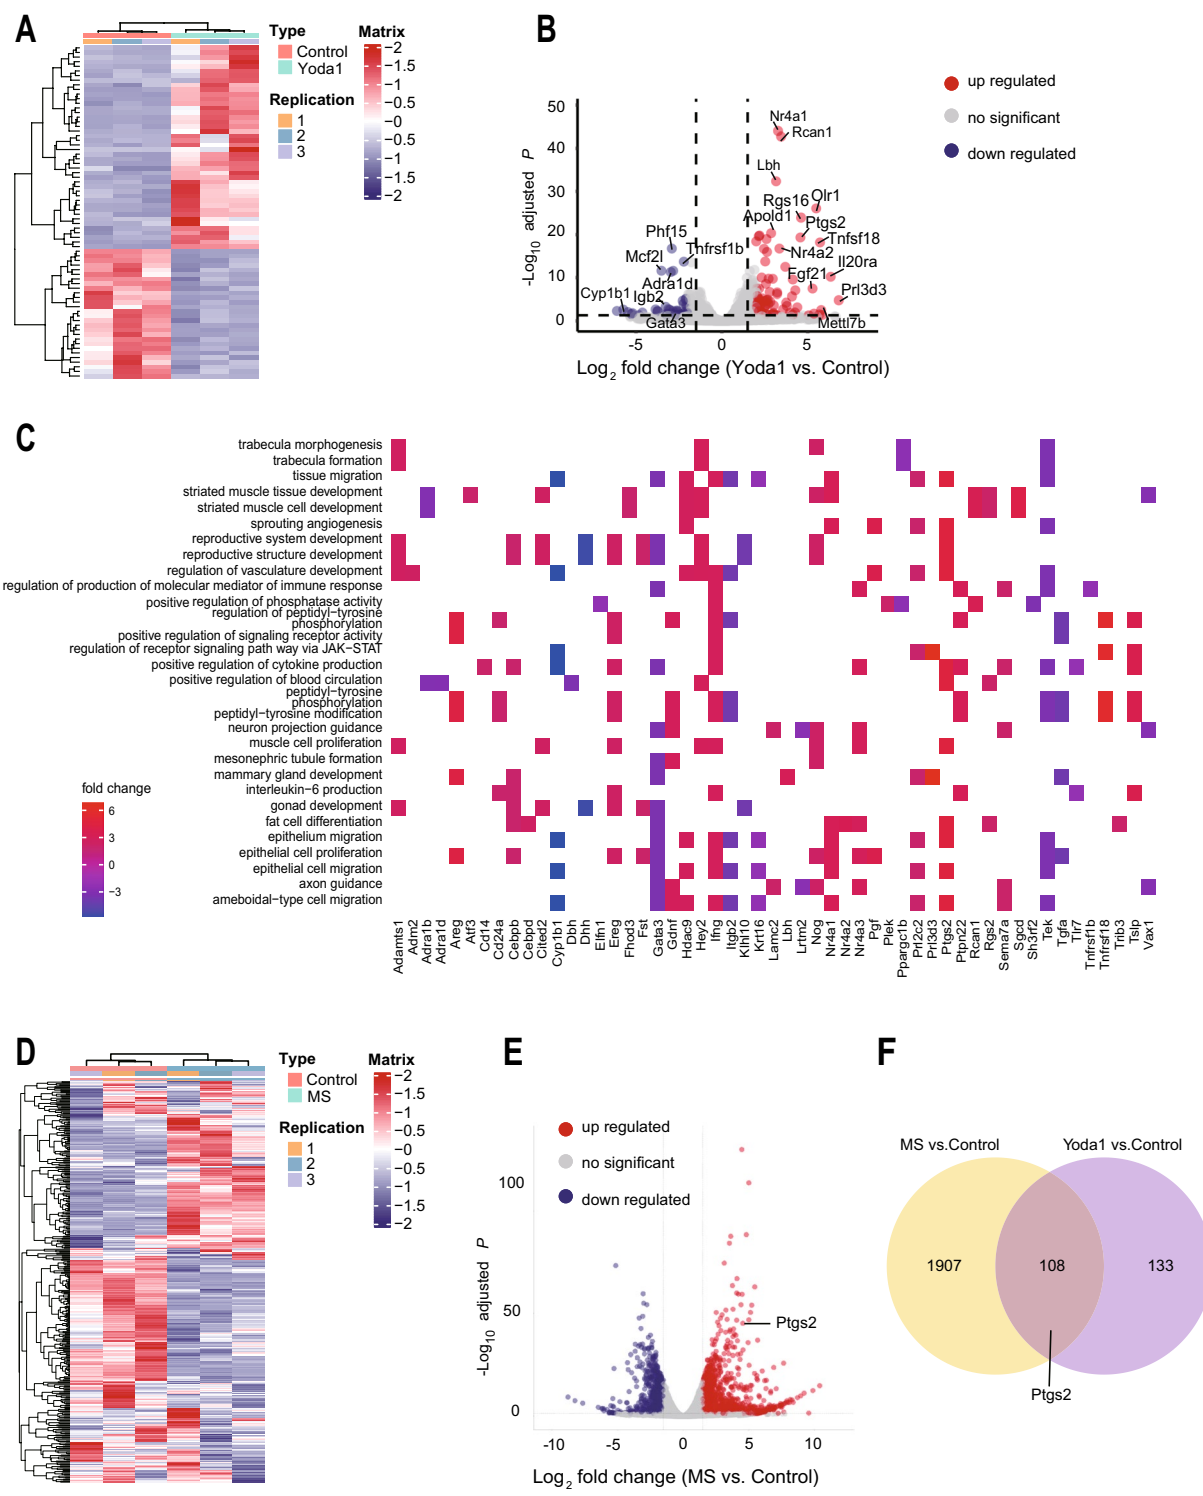 A
Type
Control
Yoda1
Replication
1
2
3
Matrix
−2
−1
−0.5
−0
−0.5
−1
−2
B
up regulated
no significant
down regulated
-Log10 adjusted P
50
40
30
20
10
0
Nr4a1
Rcan1
Lbh
Rgs16
Olr1
Apold1
Ptgs2
Tnfsf18
Nr4a2
Il20ra
Fgf21
Prl3d3
Mettl7b
Phf15
Mcf2l
Tnfrsf1b
Adra1d
Cyp1b1
Igb2
Gata3
-5
0
5
Log2 fold change (Yoda1 vs. Control)
C
trabecula morphogenesis
trabecula formation
tissue migration
striated muscle tissue development
striated muscle cell development
sprouting angiogenesis
reproductive system development
reproductive structure development
regulation of vasculature development
regulation of production of molecular mediator of immune response
positive regulation of phosphatase activity
regulation of peptidyl−tyrosine
phosphorylation
positive regulation of signaling receptor activity
regulation of receptor signaling path way via JAK−STAT
positive regulation of cytokine production
positive regulation of blood circulation
peptidyl−tyrosine
phosphorylation
peptidyl−tyrosine modification
neuron projection guidance
muscle cell proliferation
mesonephric tubule formation
mammary gland development
interleukin−6 production
gonad development
fat cell differentiation
epithelium migration
epithelial cell proliferation
epithelial cell migration
axon guidance
ameboidal−type cell migration
fold change
6
3
0
−3
Adamts1
Adm2
Adra1b
Adra1d
Areg
Atf3
Cd14
Cd24a
Cebpb
Cebpd
Cited2
Cyp1b1
Dbh
Dhh
Elfn1
Ereg
Fhod3
Fst
Gata3
Gdnf
Hdac9
Hey2
Ifng
Itgb2
Klhl10
Krt16
Lamc2
Lbh
Lrtm2
Nog
Nr4a1
Nr4a2
Nr4a3
Pgf
Plek
Ppargc1b
Prl2c2
Prl3d3
Ptgs2
Ptpn22
Rcan1
Rgs2
Sema7a
Sgcd
Sh3rf2
Tek
Tgfa
Tlr7
Tnfrsf1b
Tnfrsf18
Trib3
Tslp
Vax1
D
Type
Control
MS
Replication
1
2
3
Matrix
−2
−1.5
−1
−0.5
−0
−0.5
−1
−1.5
−2
E
up regulated
no significant
down regulated
-Log10 adjusted P
100
50
0
Ptgs2
-10
-5
0
5
10
Log2 fold change (MS vs. Control)
F
MS vs.Control
Yoda1 vs.Control
1907
108
133
Ptgs2